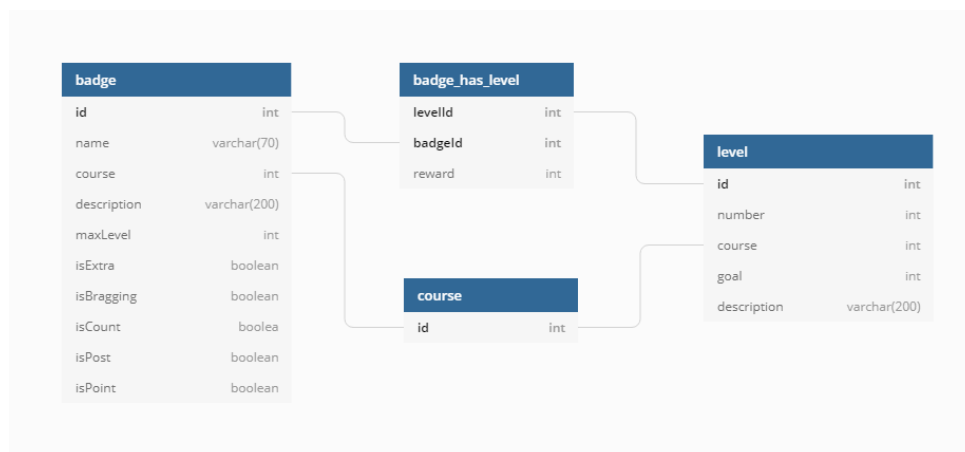 badge
id int
name varchar(70)
course int
description varchar(200)
maxLevel int
isExtra boolean
isBragging boolean
isCount boolea
isPost boolean
isPoint boolean
badge_has_level
levelId int
badgeId int
reward int
course
id int
level
id int
number int
course int
goal int
description varchar(200)